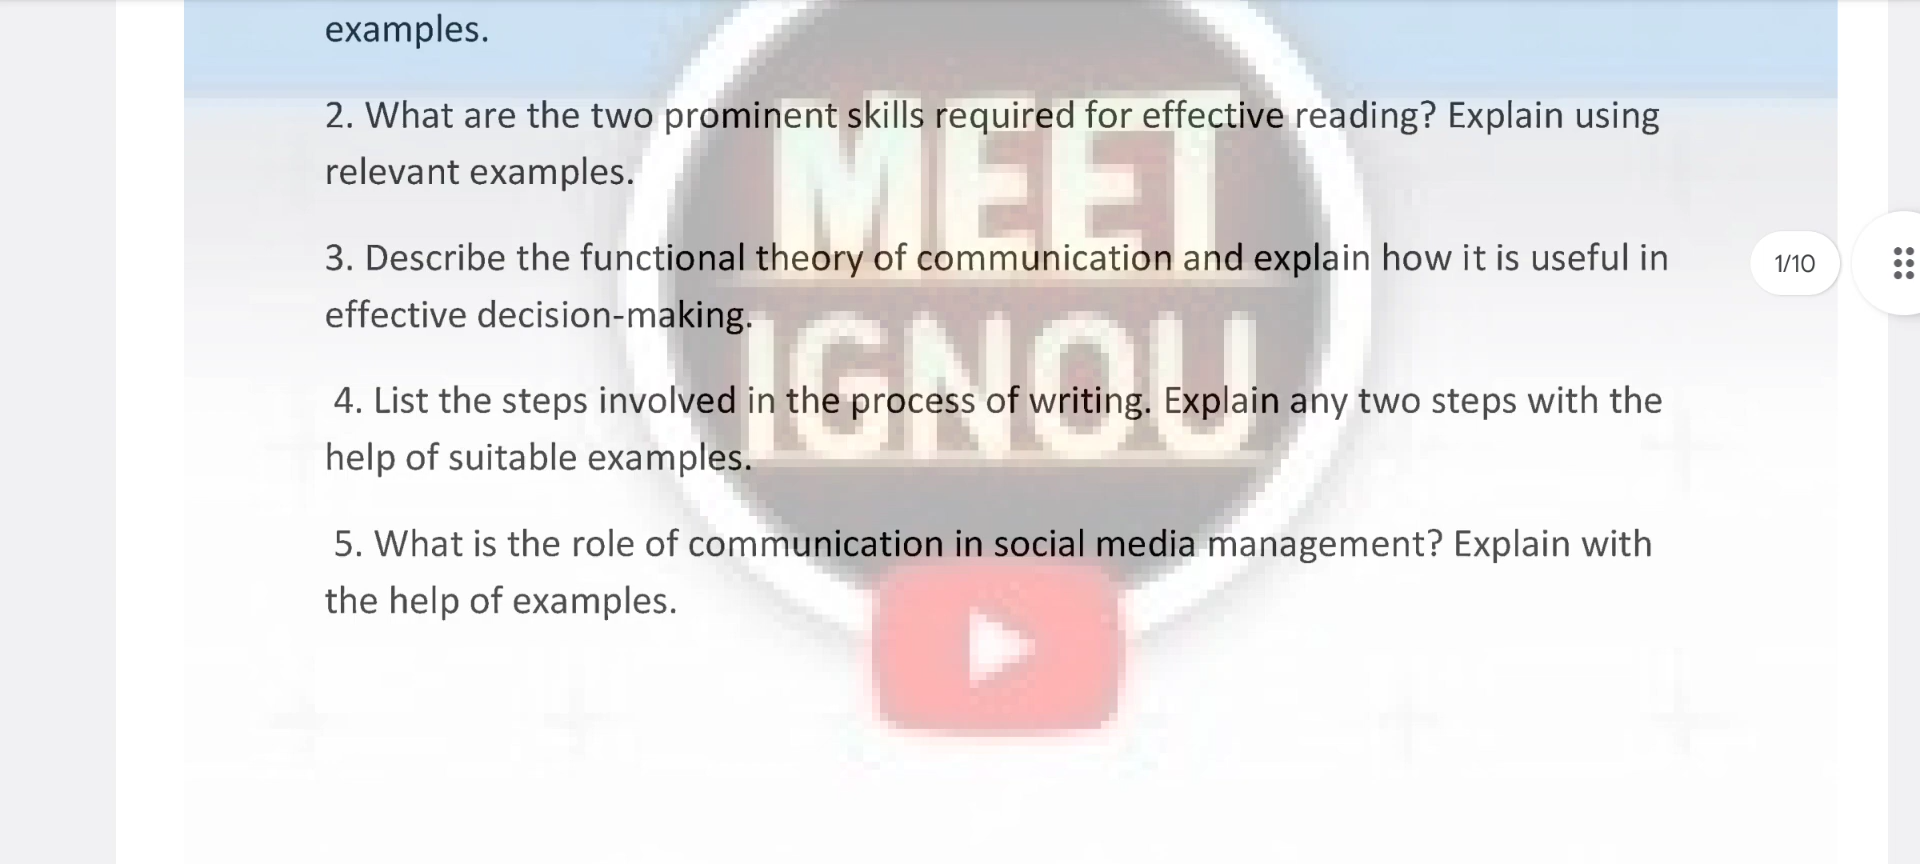 examples.
2. What are the two prominent skills required for effective reading? Explain using
relevant examples.
3. Describe the functional theory of communication and explain how it is useful in
effective decision-making.
4. List the steps involved in the process of writing. Explain any two steps with the
help of suitable examples.
5. What is the role of communication in social media management? Explain with
the help of examples.
MEET
IGNOU
1/10